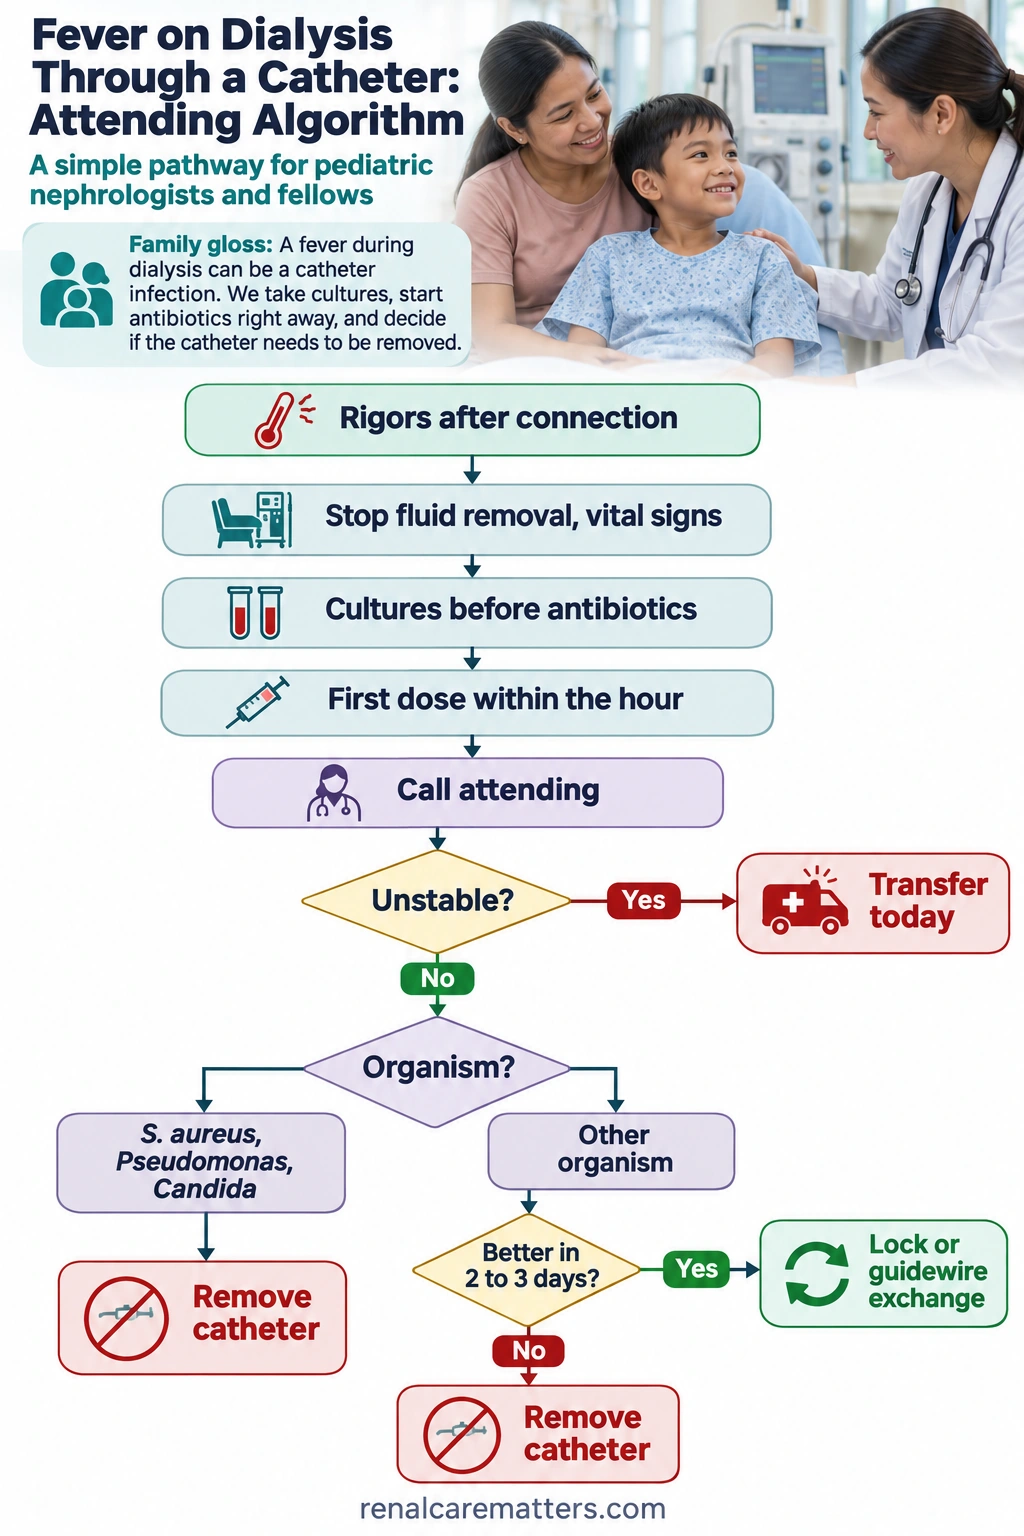 Fever on Dialysis
Through a Catheter:
Attending Algorithm
A simple pathway for pediatric
nephrologists and fellows
Family gloss: A fever during
dialysis can be a catheter
infection. We take cultures, start
antibiotics right away, and decide
if the catheter needs to be removed.
Rigors after connection
Stop fluid removal, vital signs
Cultures before antibiotics
First dose within the hour
Call attending
Unstable?
Yes
Transfer
today
No
Organism?
S. aureus,
Pseudomonas,
Candida
Other
organism
Remove
catheter
Better in
2 to 3 days?
Yes
Lock or
guidewire
exchange
No
Remove
catheter
renalcarematters.com